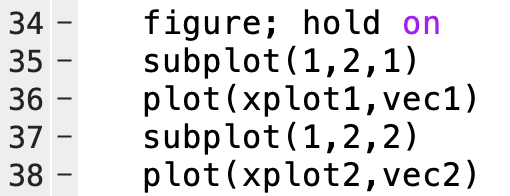 34 – figure; hold on
35 – subplot(1,2,1)
36 – plot(xplot1,vec1)
37 – subplot(1,2,2)
38 – plot(xplot2,vec2)